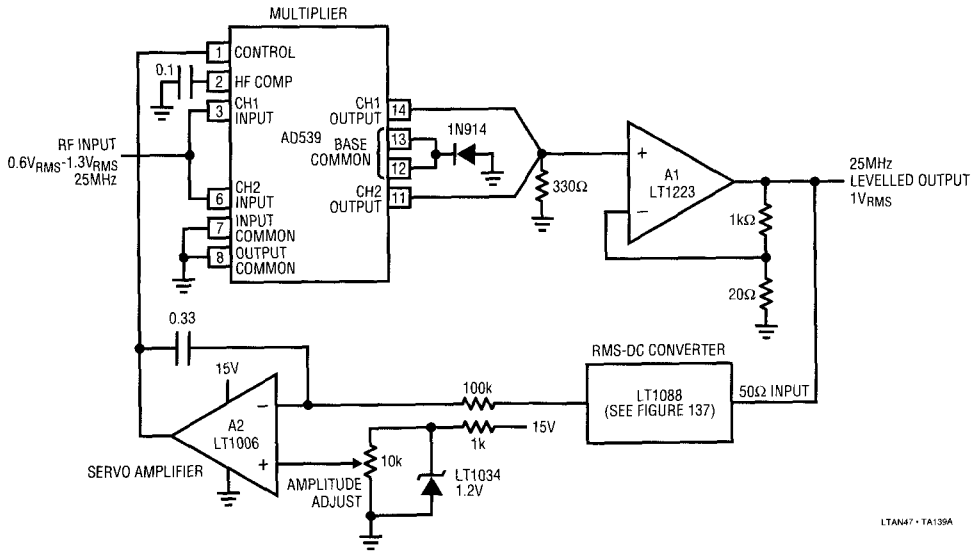 MULTIPLIER
1 CONTROL
0.1
2 HF COMP
3 CH1
INPUT
RF INPUT
0.6VRMS-1.3VRMS
25MHz
AD539
CH1
OUTPUT 14
BASE 13
COMMON 12
CH2
OUTPUT 11
1N914
6 CH2
INPUT
7 INPUT
COMMON
8 OUTPUT
COMMON
330Ω
+
A1
LT1223
–
25MHz
LEVELLED OUTPUT
1VRMS
1kΩ
20Ω
0.33
15V
–
A2
LT1006
+
SERVO AMPLIFIER
100k
1k
15V
10k
AMPLITUDE
ADJUST
LT1034
1.2V
RMS-DC CONVERTER
LT1088
(SEE FIGURE 137)
50Ω INPUT
LTAN47 • TA139A